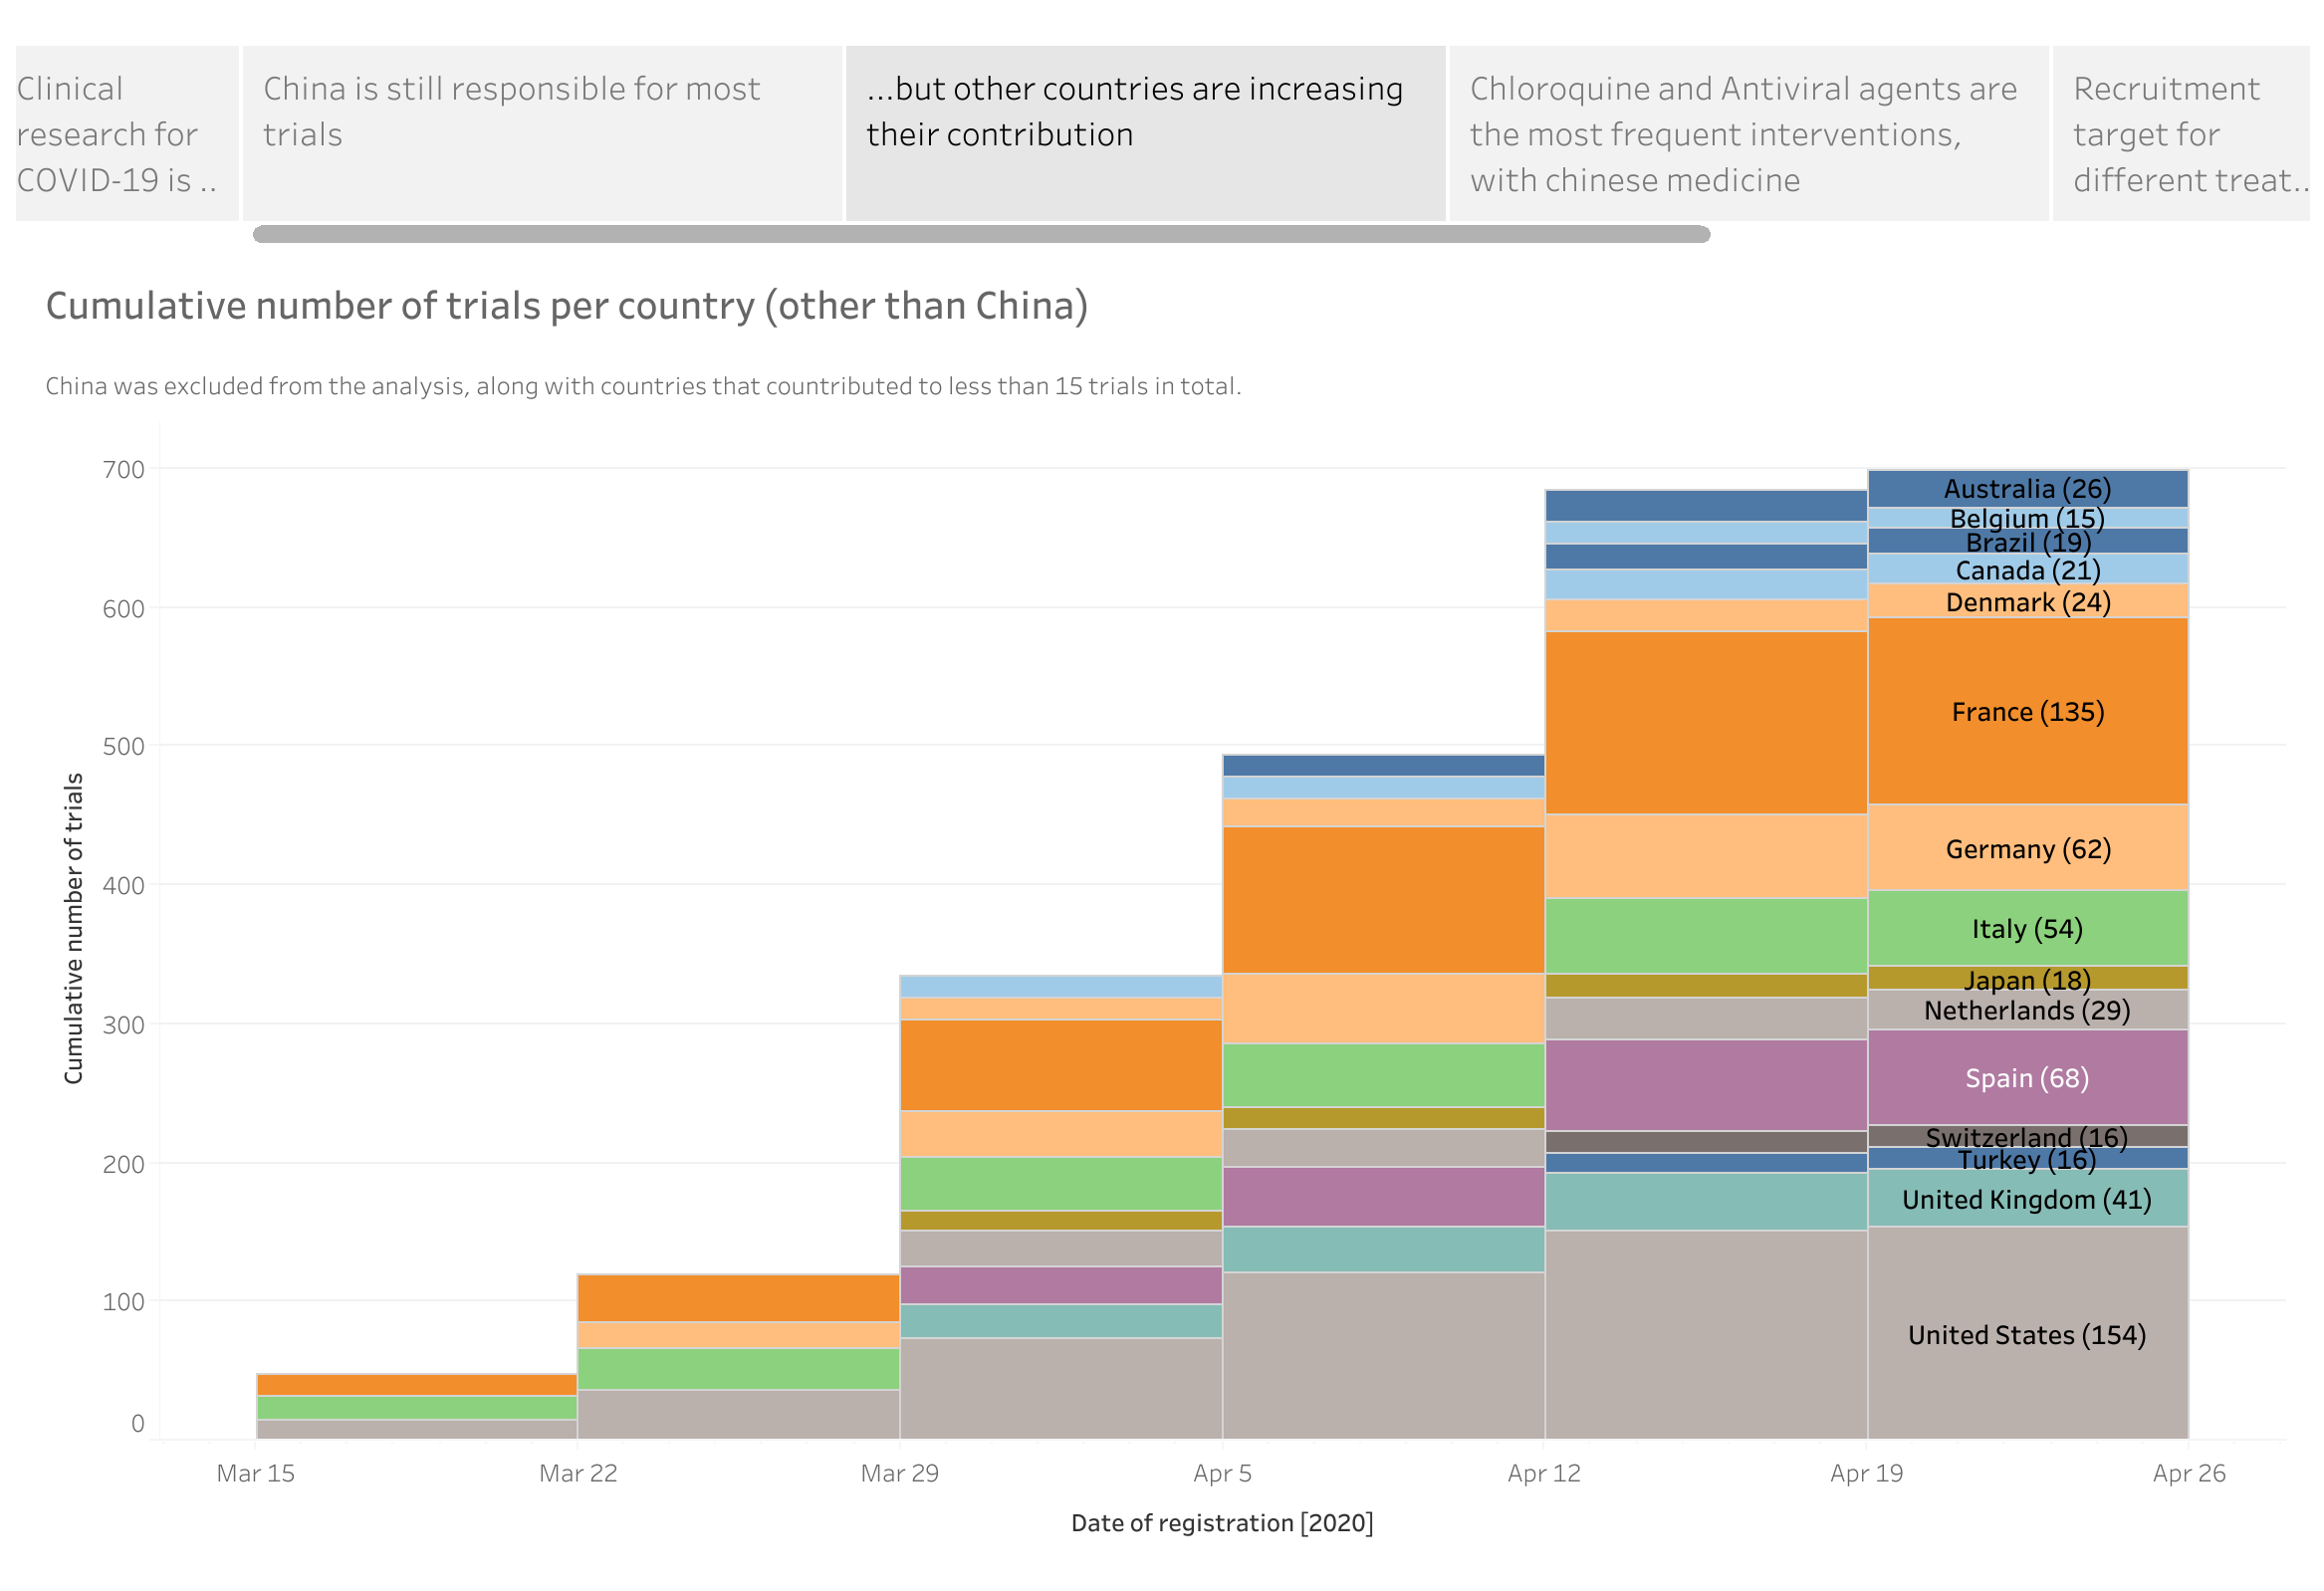 Clinical
research for
COVID-19 is ..
China is still responsible for most
trials
...but other countries are increasing
their contribution
Chloroquine and Antiviral agents are
the most frequent interventions,
with chinese medicine
Recruitment
target for
different treat..
Cumulative number of trials per country (other than China)
China was excluded from the analysis, along with countries that countributed to less than 15 trials in total.
Cumulative number of trials
700
600
500
400
300
200
100
0
Australia (26)
Belgium (15)
Brazil (19)
Canada (21)
Denmark (24)
France (135)
Germany (62)
Italy (54)
Japan (18)
Netherlands (29)
Spain (68)
Switzerland (16)
Turkey (16)
United Kingdom (41)
United States (154)
Mar 15
Mar 22
Mar 29
Apr 5
Apr 12
Apr 19
Apr 26
Date of registration [2020]